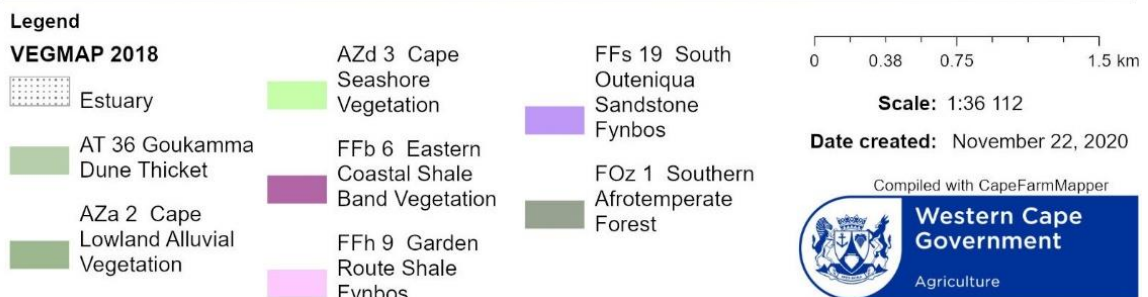 Legend
VEGMAP 2018
Estuary
AT 36 Goukamma
Dune Thicket
AZa 2 Cape
Lowland Alluvial
Vegetation
AZd 3 Cape
Seashore
Vegetation
FFb 6 Eastern
Coastal Shale
Band Vegetation
FFh 9 Garden
Route Shale
Fynbos
FFs 19 South
Outeniqua
Sandstone
Fynbos
FOz 1 Southern
Afrotemperate
Forest
0 0.38 0.75 1.5 km
Scale: 1:36 112
Date created: November 22, 2020
Compiled with CapeFarmMapper
Western Cape
Government
Agriculture